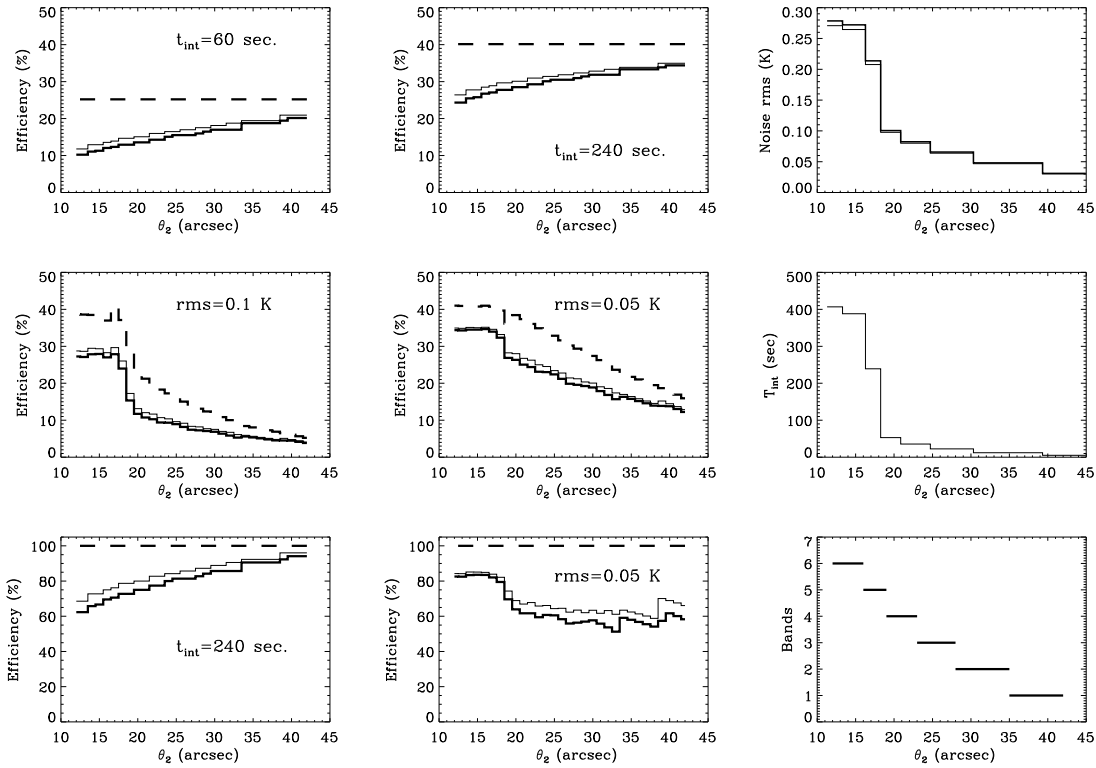 50
40
30
20
10
0
Efficiency (%)
t_int=60 sec.
10 15 20 25 30 35 40 45
θ_2 (arcsec)
50
40
30
20
10
0
Efficiency (%)
t_int=240 sec.
10 15 20 25 30 35 40 45
θ_2 (arcsec)
0.30
0.25
0.20
0.15
0.10
0.05
0.00
Noise rms (K)
10 15 20 25 30 35 40 45
θ_2 (arcsec)
50
40
30
20
10
0
Efficiency (%)
rms=0.1 K
10 15 20 25 30 35 40 45
θ_2 (arcsec)
50
40
30
20
10
0
Efficiency (%)
rms=0.05 K
10 15 20 25 30 35 40 45
θ_2 (arcsec)
500
400
300
200
100
0
T_int (sec)
10 15 20 25 30 35 40 45
θ_2 (arcsec)
100
80
60
40
20
0
Efficiency (%)
t_int=240 sec.
10 15 20 25 30 35 40 45
θ_2 (arcsec)
100
80
60
40
20
0
Efficiency (%)
rms=0.05 K
10 15 20 25 30 35 40 45
θ_2 (arcsec)
7
6
5
4
3
2
1
0
Bands
10 15 20 25 30 35 40 45
θ_2 (arcsec)